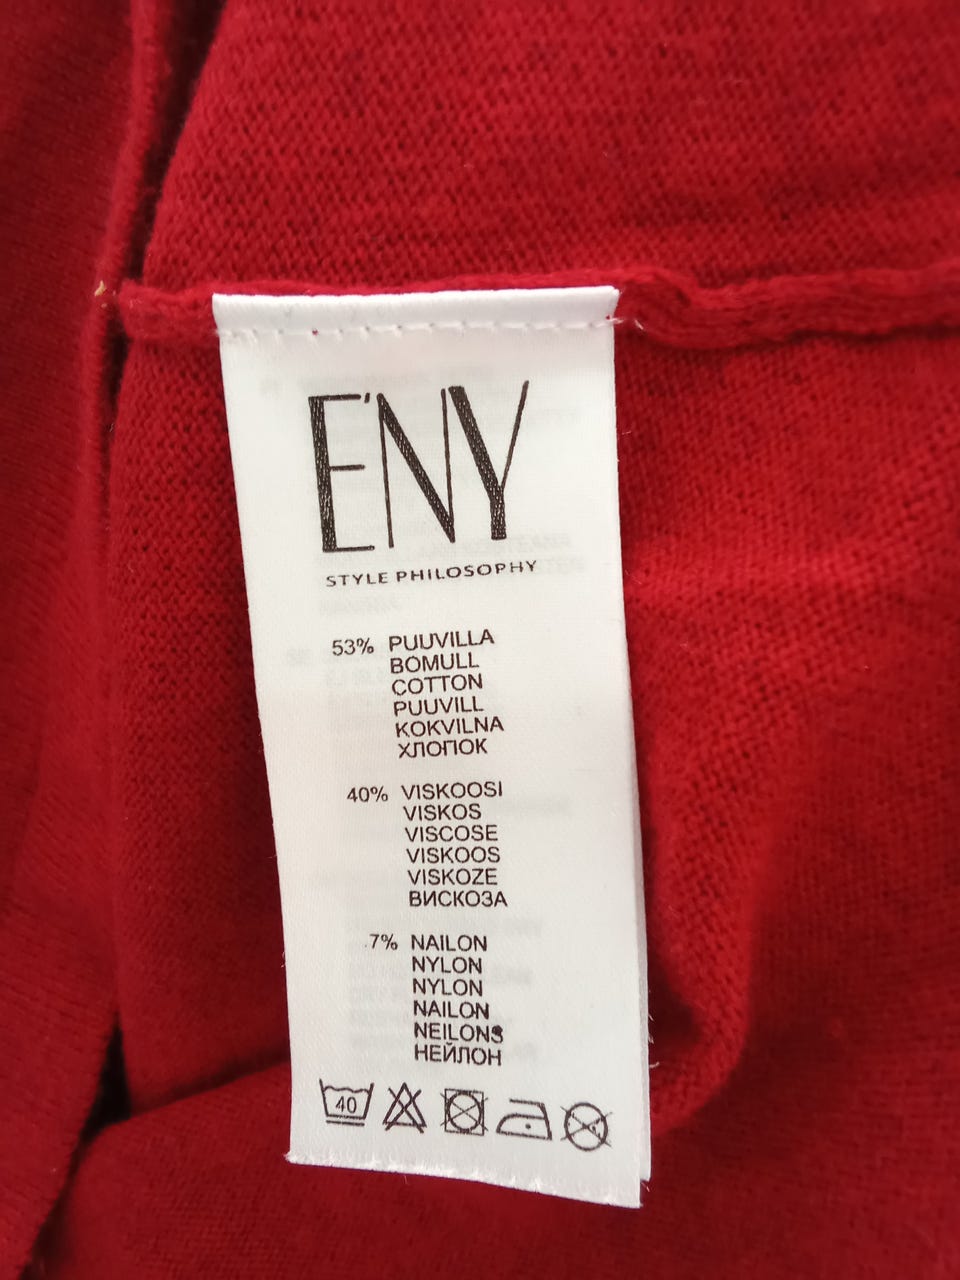 E'NY
STYLE PHILOSOPHY
53% PUUVILLA
BOMULL
COTTON
PUUVILL
KOKVILNA
ХЛОПОК
40% VISKOOSI
VISKOS
VISCOSE
VISKOOS
VISKOZE
ВИСКОЗА
7% NAILON
NYLON
NYLON
NAILON
NEILONS
НЕЙЛОН
40